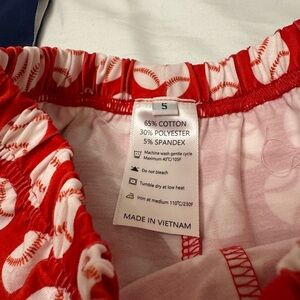 5
65% COTTON
30% POLYESTER
5% SPANDEX
Machine wash gentle cycle
Maximum 40°C/105F
Do not bleach
Tumble dry at low heat
Iron at medium 110°C/230F
MADE IN VIETNAM